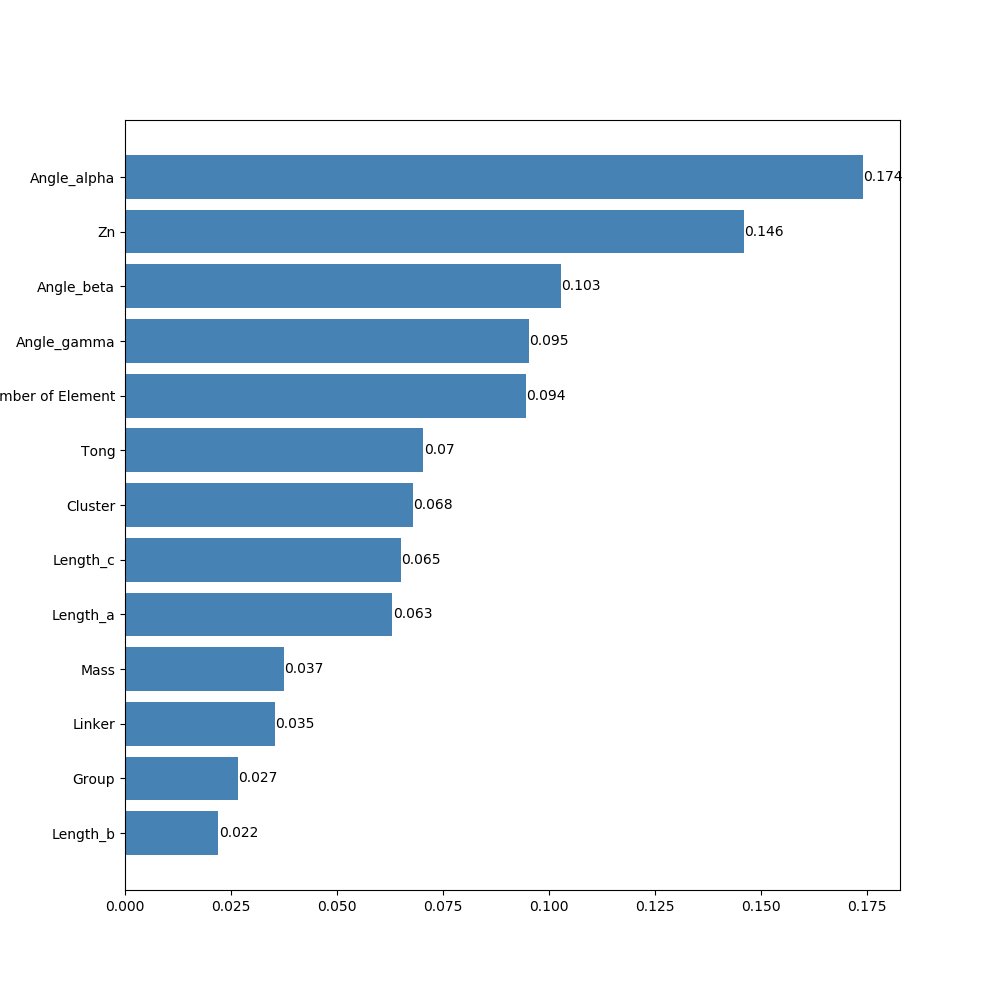 Angle_alpha 0.174
Zn 0.146
Angle_beta 0.103
Angle_gamma 0.095
mber of Element 0.094
Tong 0.07
Cluster 0.068
Length_c 0.065
Length_a 0.063
Mass 0.037
Linker 0.035
Group 0.027
Length_b 0.022
0.000 0.025 0.050 0.075 0.100 0.125 0.150 0.175